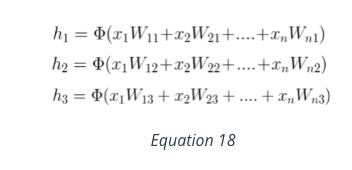 h₁ = Φ(x₁W₁₁+x₂W₂₁+....+xₙWₙ₁)
h₂ = Φ(x₁W₁₂+x₂W₂₂+....+xₙWₙ₂)
h₃ = Φ(x₁W₁₃ + x₂W₂₃ + .... + xₙWₙ₃)
Equation 18